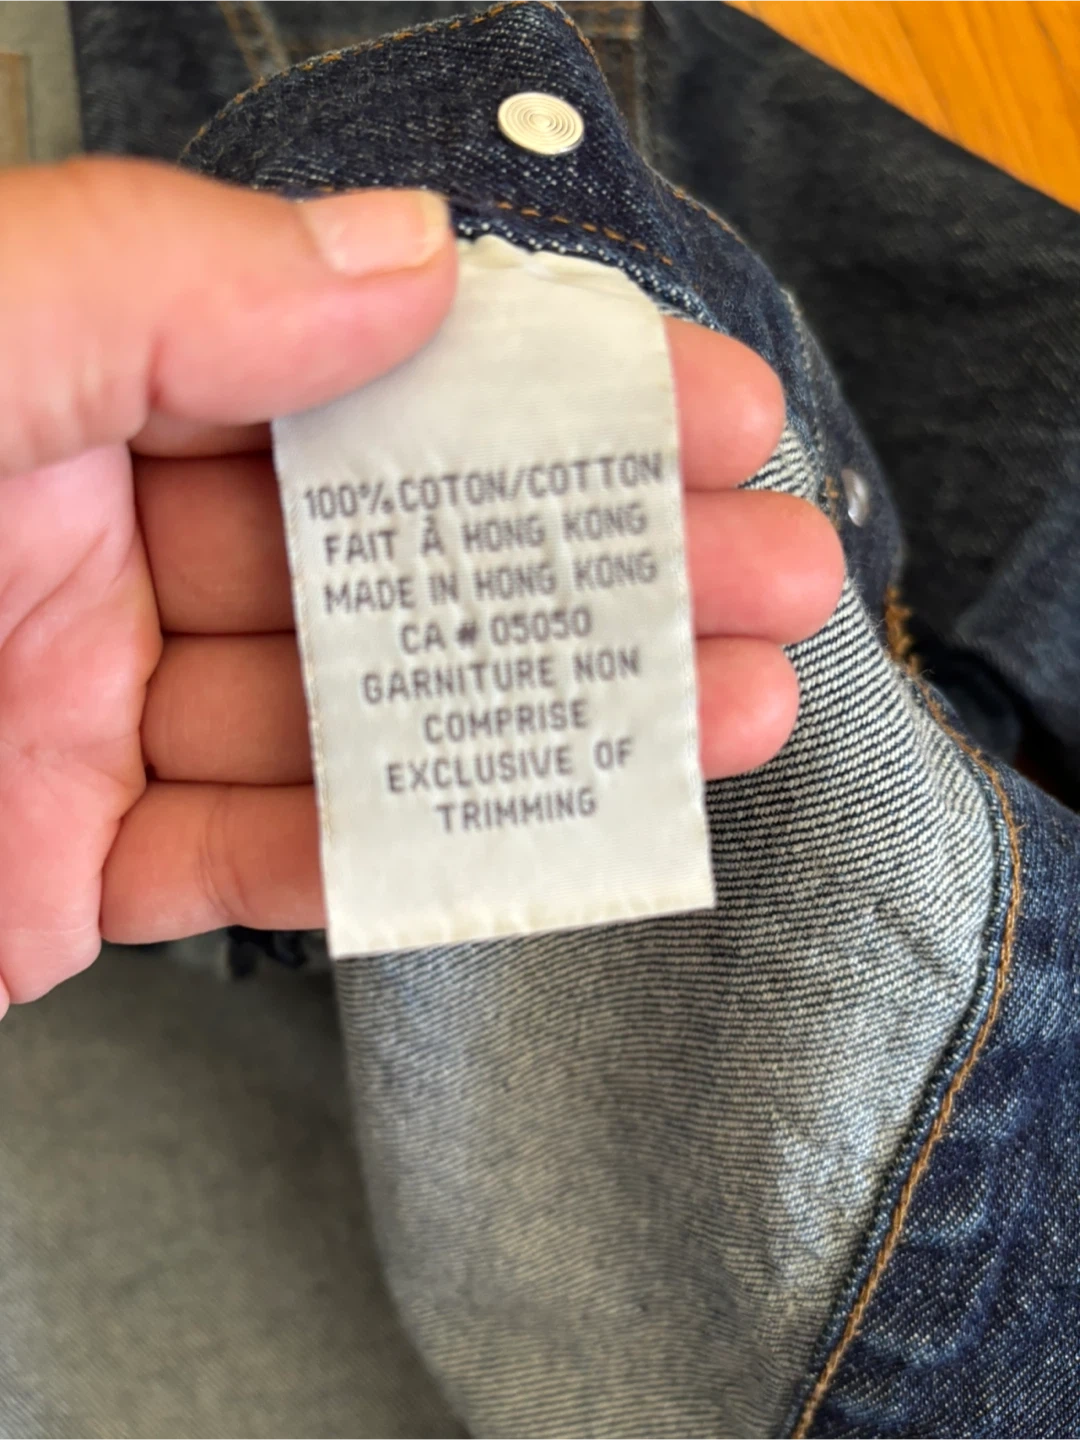 100% COTON/COTTON
FAIT À HONG KONG
MADE IN HONG KONG
CA # 05050
GARNITURE NON
COMPRISE
EXCLUSIVE OF
TRIMMING